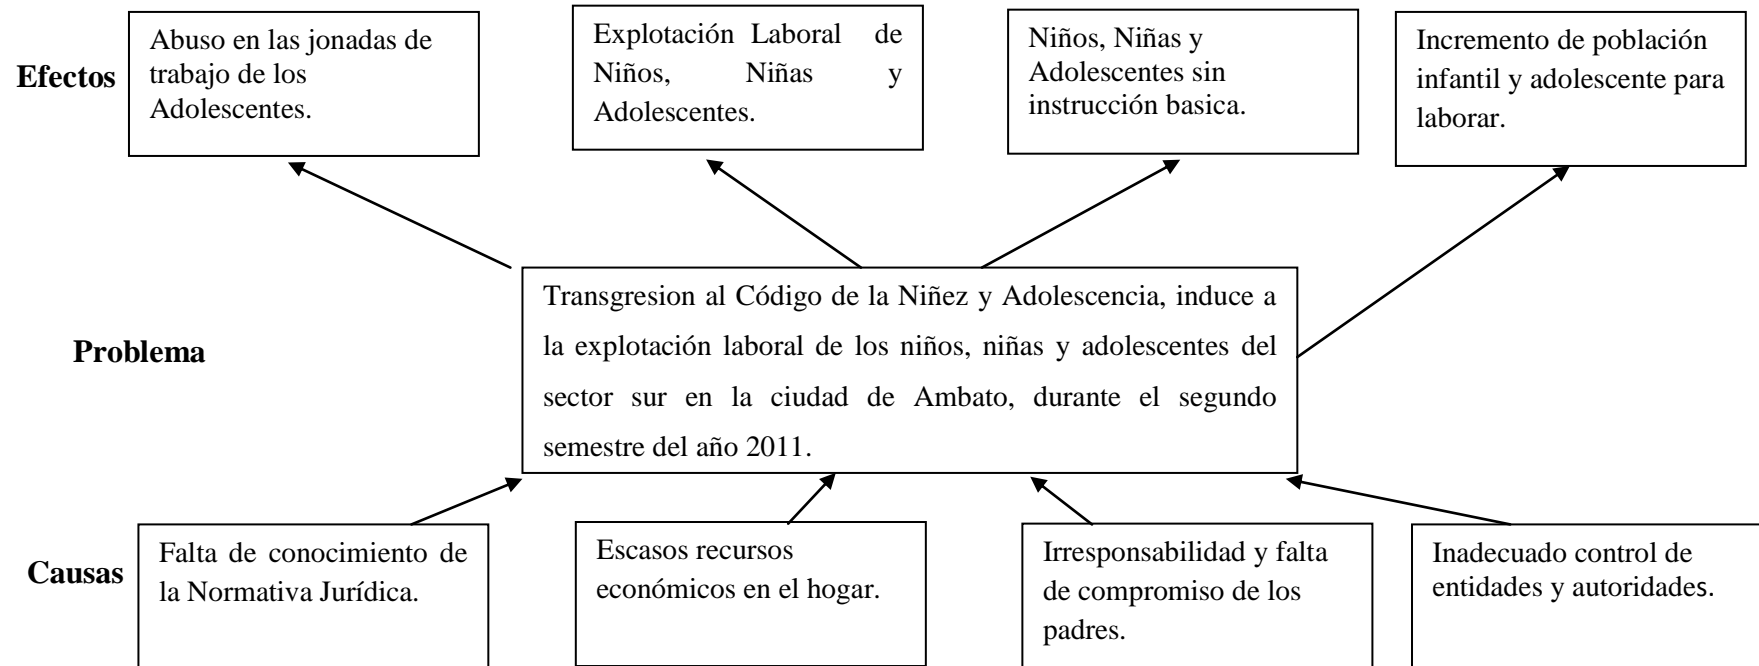 Efectos
Abuso en las jonadas de
trabajo de los
Adolescentes.
Explotación Laboral de
Niños, Niñas y
Adolescentes.
Niños, Niñas y
Adolescentes sin
instrucción basica.
Incremento de población
infantil y adolescente para
laborar.
Problema
Transgresion al Código de la Niñez y Adolescencia, induce a
la explotación laboral de los niños, niñas y adolescentes del
sector sur en la ciudad de Ambato, durante el segundo
semestre del año 2011.
Causas
Falta de conocimiento de
la Normativa Jurídica.
Escasos recursos
económicos en el hogar.
Irresponsabilidad y falta
de compromiso de los
padres.
Inadecuado control de
entidades y autoridades.